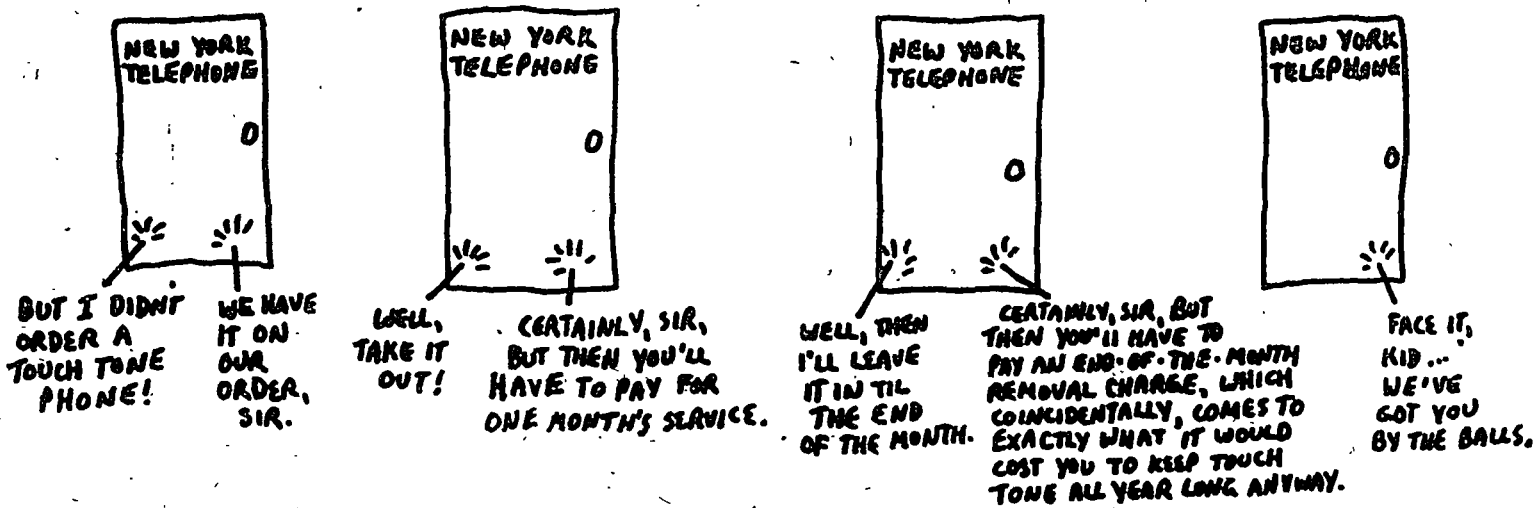 NEW YORK
TELEPHONE
BUT I DIDN'T
ORDER A
TOUCH TONE
PHONE!
WE HAVE
IT ON
OUR
ORDER,
SIR.
NEW YORK
TELEPHONE
WELL,
TAKE IT
OUT!
CERTAINLY, SIR,
BUT THEN YOU'LL
HAVE TO PAY FOR
ONE MONTH'S SERVICE.
NEW YORK
TELEPHONE
WELL, THEN
I'LL LEAVE
IT IN TIL
THE END
OF THE MONTH.
CERTAINLY, SIR, BUT
THEN YOU'll HAVE TO
PAY AN END-OF-THE-MONTH
REMOVAL CHARGE, WHICH
COINCIDENTALLY, COMES TO
EXACTLY WHAT IT WOULD
COST YOU TO KEEP TOUCH
TONE ALL YEAR LONG ANYWAY.
NEW YORK
TELEPHONE
FACE IT,
KID...
WE'VE
GOT YOU
BY THE BALLS.